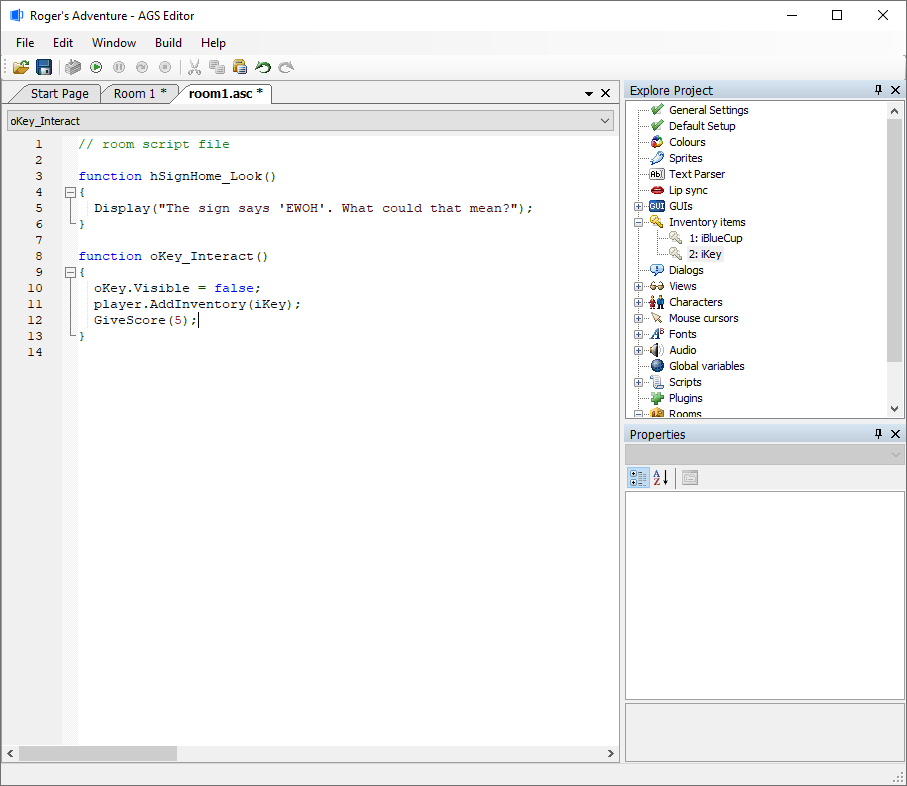 Roger's Adventure - AGS Editor
File Edit Window Build Help
Start Page Room 1 * room1.asc *
oKey_Interact
1 // room script file
2
3 function hSignHome_Look()
4 {
5 Display("The sign says 'EWOH'. What could that mean?");
6 }
7
8 function oKey_Interact()
9 {
10 oKey.Visible = false;
11 player.AddInventory(iKey);
12 GiveScore(5);
13 }
14
Explore Project
General Settings
Default Setup
Colours
Sprites
Ab Text Parser
Lip sync
GUI GUIs
Inventory items
1: iBlueCup
2: iKey
Dialogs
Views
Characters
Mouse cursors
AB Fonts
Audio
Global variables
Scripts
Plugins
Rooms
Properties
AZ